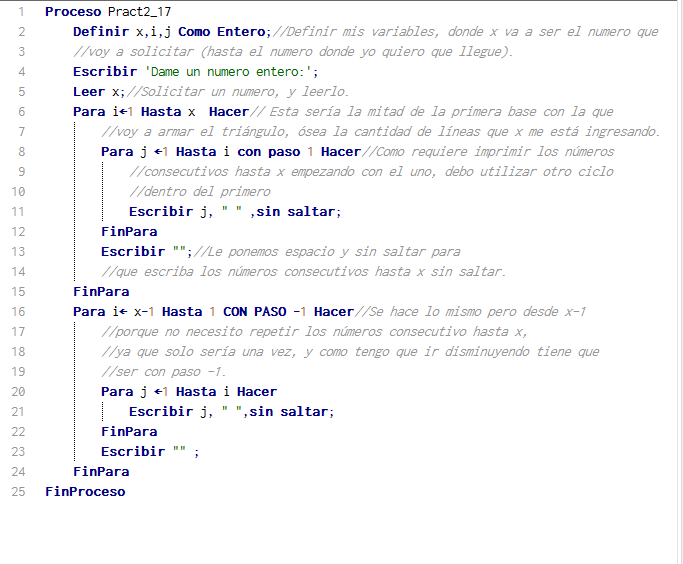 1 Proceso Pract2_17
2 Definir x,i,j Como Entero;//Definir mis variables, donde x va a ser el numero que
3 //voy a solicitar (hasta el numero donde yo quiero que llegue).
4 Escribir 'Dame un numero entero:';
5 Leer x;//Solicitar un numero, y leerlo.
6 Para i←1 Hasta x Hacer// Esta sería la mitad de la primera base con la que
7 //voy a armar el triángulo, ósea la cantidad de líneas que x me está ingresando.
8 Para j ←1 Hasta i con paso 1 Hacer//Como requiere imprimir los números
9 //consecutivos hasta x empezando con el uno, debo utilizar otro ciclo
10 //dentro del primero
11 Escribir j, " " ,sin saltar;
12 FinPara
13 Escribir "";//Le ponemos espacio y sin saltar para
14 //que escriba los números consecutivos hasta x sin saltar.
15 FinPara
16 Para i← x-1 Hasta 1 CON PASO -1 Hacer//Se hace lo mismo pero desde x-1
17 //porque no necesito repetir los números consecutivo hasta x,
18 //ya que solo sería una vez, y como tengo que ir disminuyendo tiene que
19 //ser con paso -1.
20 Para j ←1 Hasta i Hacer
21 Escribir j, " ",sin saltar;
22 FinPara
23 Escribir "" ;
24 FinPara
25 FinProceso